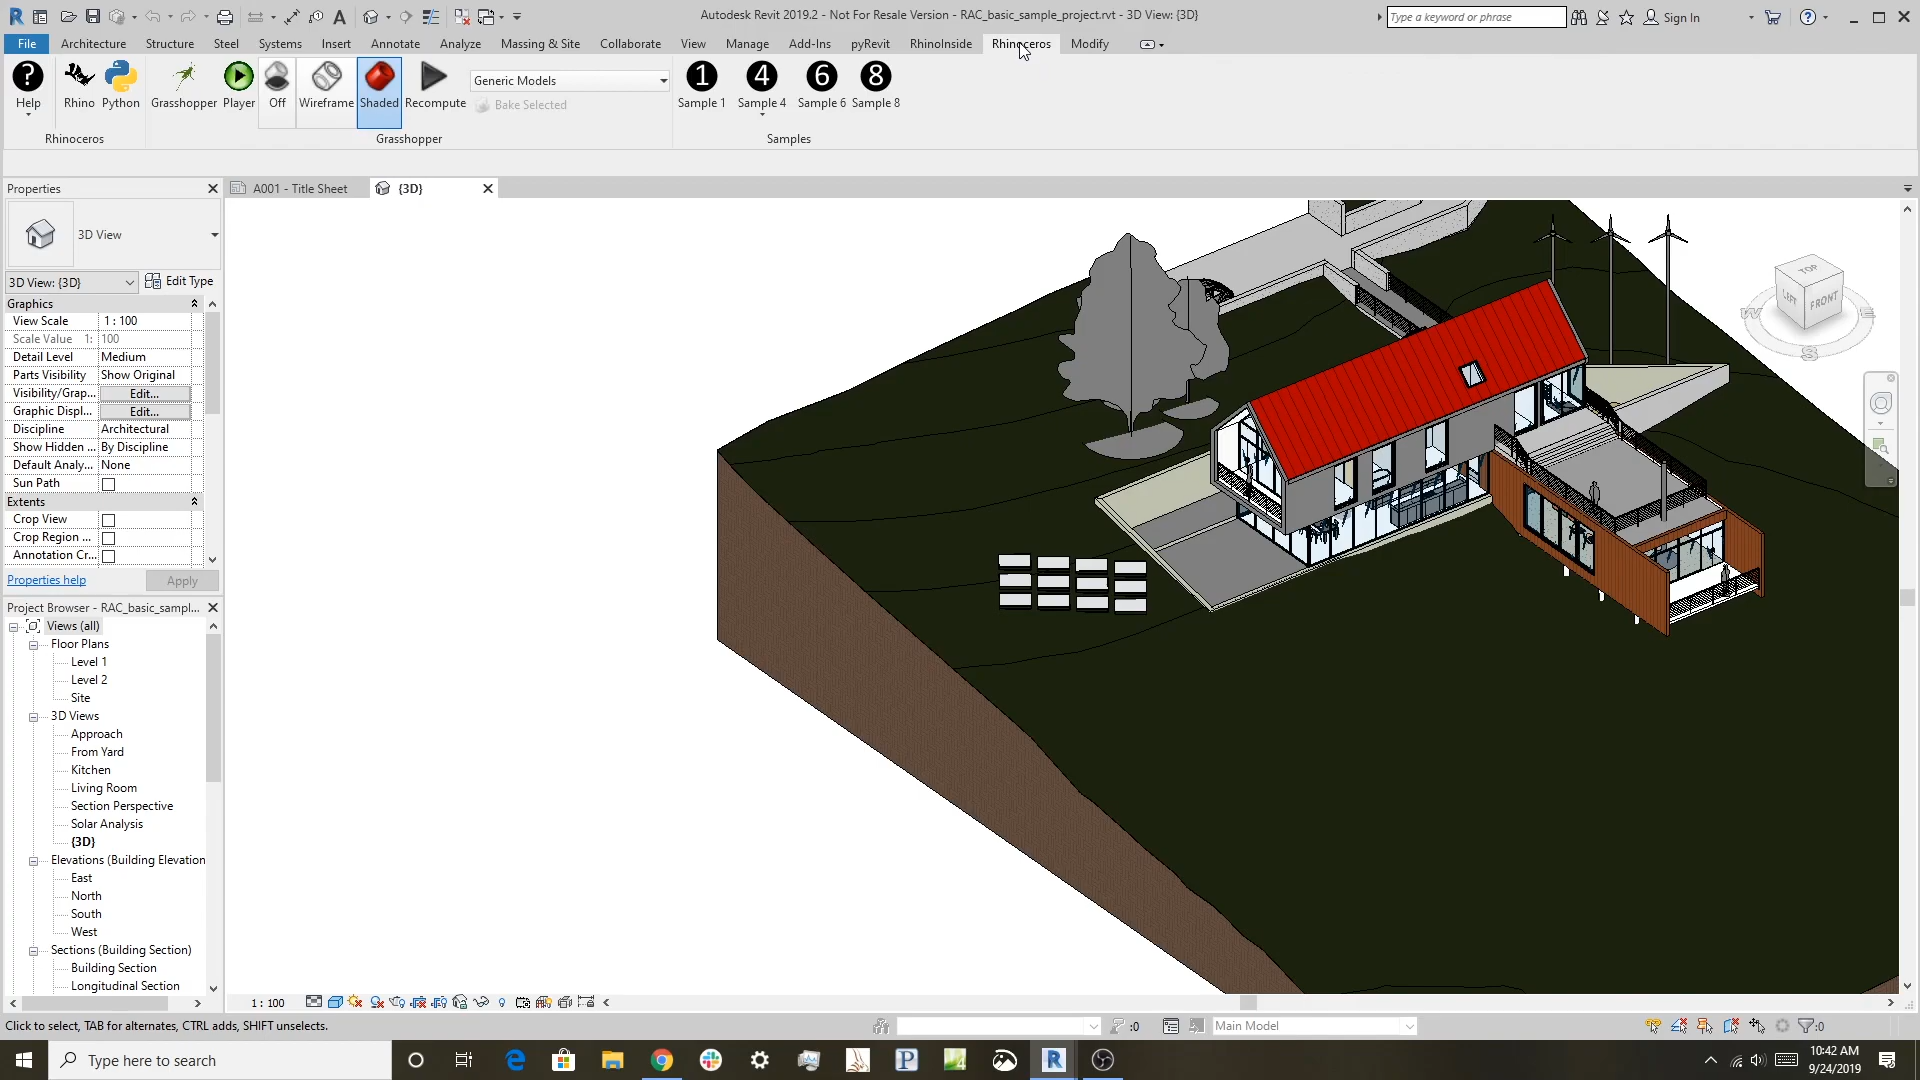 Autodesk Revit 2019.2 - Not For Resale Version - RAC_basic_sample_project.rvt - 3D View: {3D}
Type a keyword or phrase
Sign In
File Architecture Structure Steel Systems Insert Annotate Analyze Massing & Site Collaborate View Manage Add-Ins pyRevit RhinoInside Rhinoceros Modify
Help Rhino Python Grasshopper Player Off Wireframe Shaded Recompute
Generic Models
Bake Selected
1 4 6 8
Sample 1 Sample 4 Sample 6 Sample 8
Rhinoceros Grasshopper Samples
Properties
A001 - Title Sheet {3D}
3D View
3D View: {3D} Edit Type
Graphics
View Scale 1 : 100
Scale Value 1: 100
Detail Level Medium
Parts Visibility Show Original
Visibility/Grap... Edit...
Graphic Displ... Edit...
Discipline Architectural
Show Hidden ... By Discipline
Default Analy... None
Sun Path
Extents
Crop View
Crop Region ...
Annotation Cr...
Properties help Apply
Project Browser - RAC_basic_sampl...
Views (all)
Floor Plans
Level 1
Level 2
Site
3D Views
Approach
From Yard
Kitchen
Living Room
Section Perspective
Solar Analysis
{3D}
Elevations (Building Elevation
East
North
South
West
Sections (Building Section)
Building Section
Longitudinal Section
TOP
LEFT FRONT
W E
S
1 : 100
Click to select, TAB for alternates, CTRL adds, SHIFT unselects.
:0
Main Model
:0
Type here to search
10:42 AM
9/24/2019